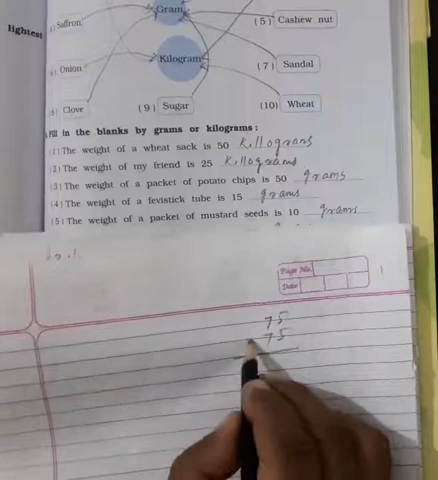 lightest
Saffron
Gram
(5) Cashew nut
Onion
Kilogram
(7) Sandal
Clove
(9) Sugar
(10) Wheat
Fill in the blanks by grams or kilograms :
(1) The weight of a wheat sack is 50 killograms
(2) The weight of my friend is 25 killograms
(3) The weight of a packet of potato chips is 50 grams
(4) The weight of a fevistick tube is 15 grams
(5) The weight of a packet of mustard seeds is 10 grams
Page No.
Date
75
75